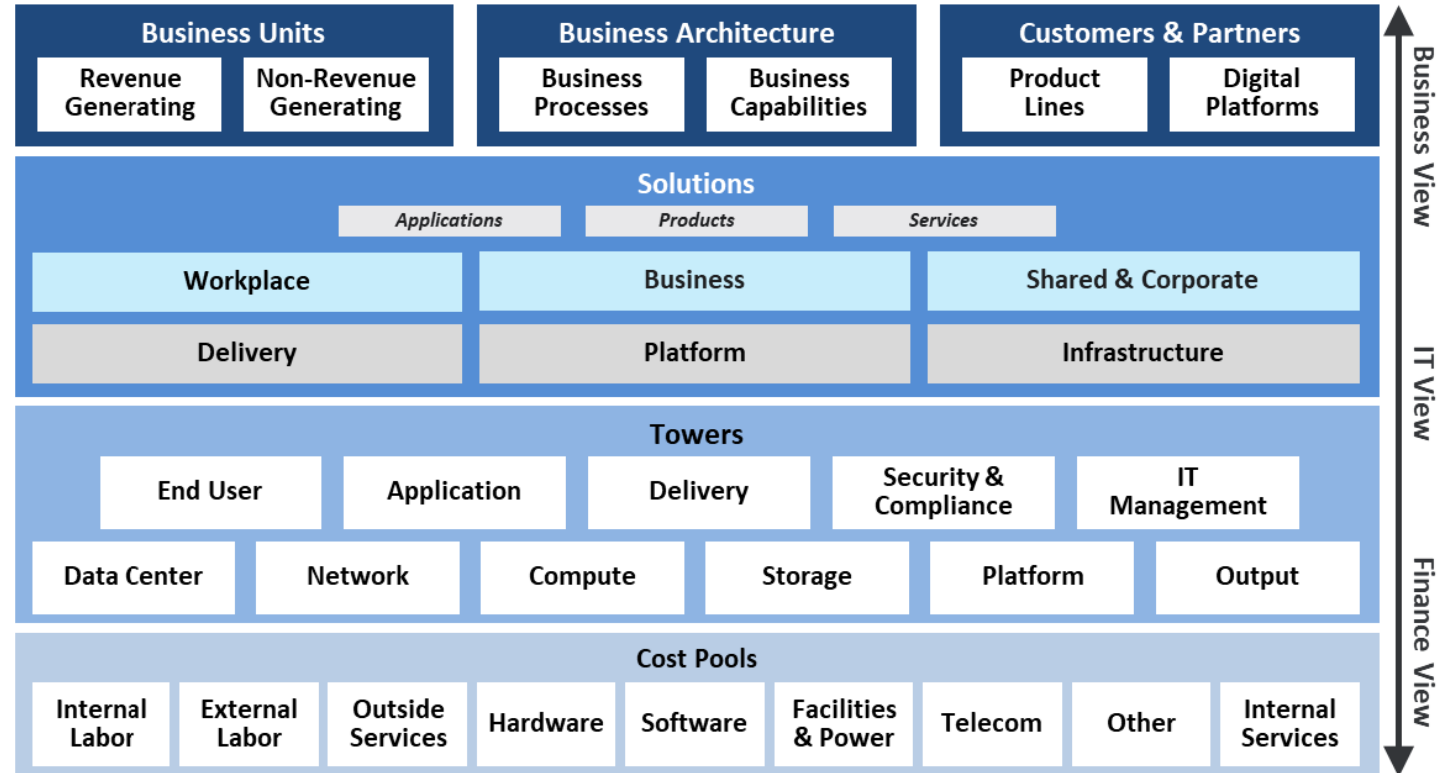 Business Units
Business Architecture
Customers & Partners
Revenue
Generating
Non-Revenue
Generating
Business
Processes
Business
Capabilities
Product
Lines
Digital
Platforms
Solutions
Applications
Products
Services
Workplace
Business
Shared & Corporate
Delivery
Platform
Infrastructure
Towers
End User
Application
Delivery
Security &
Compliance
IT
Management
Data Center
Network
Compute
Storage
Platform
Output
Cost Pools
Internal
Labor
External
Labor
Outside
Services
Hardware
Software
Facilities
& Power
Telecom
Other
Internal
Services
Business View
IT View
Finance View